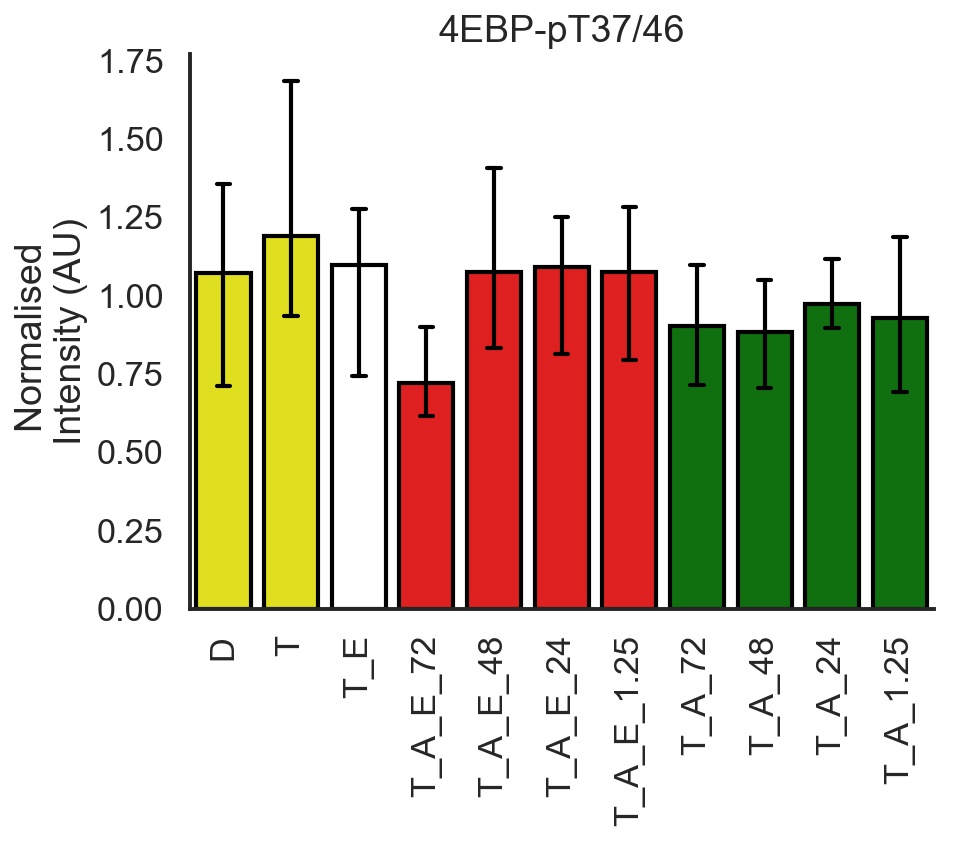 4EBP-pT37/46
Normalised
Intensity (AU)
1.75
1.50
1.25
1.00
0.75
0.50
0.25
0.00
D
T
T_E
T_A_E_72
T_A_E_48
T_A_E_24
T_A_E_1.25
T_A_72
T_A_48
T_A_24
T_A_1.25